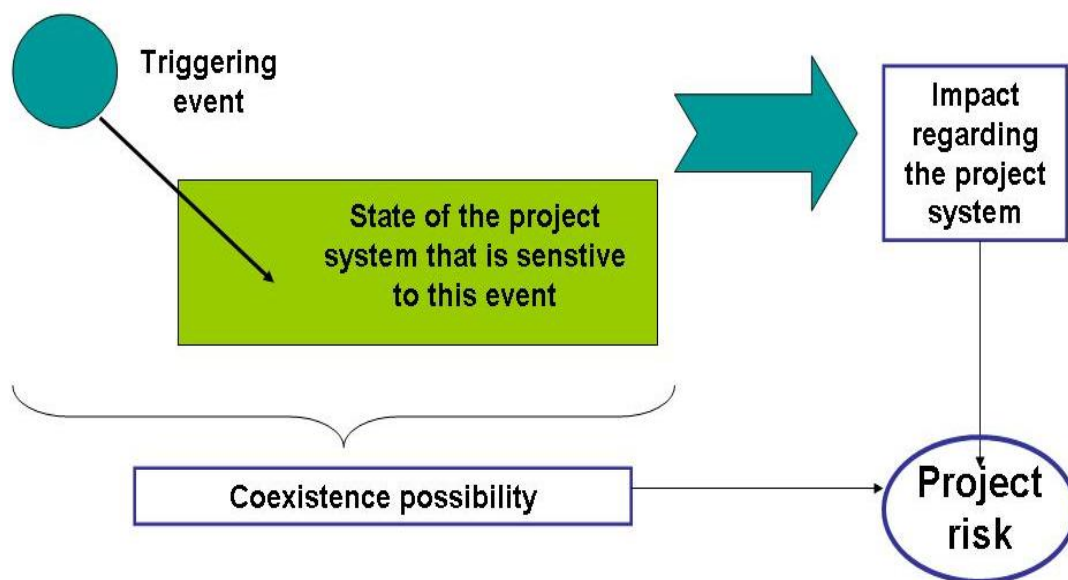 Triggering
event
State of the project
system that is senstive
to this event
Impact
regarding
the project
system
Coexistence possibility
Project
risk